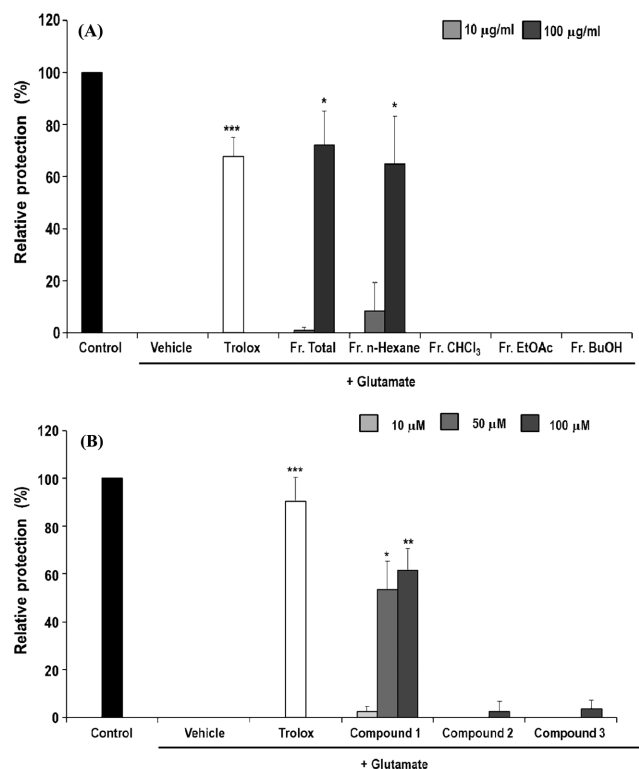 (A)
10 µg/ml 100 µg/ml
Relative protection (%)
120
100
80
60
40
20
0
***
*
*
Control Vehicle Trolox Fr. Total Fr. n-Hexane Fr. CHCl₃ Fr. EtOAc Fr. BuOH
+ Glutamate
(B)
10 µM 50 µM 100 µM
Relative protection (%)
120
100
80
60
40
20
0
***
*
**
Control Vehicle Trolox Compound 1 Compound 2 Compound 3
+ Glutamate